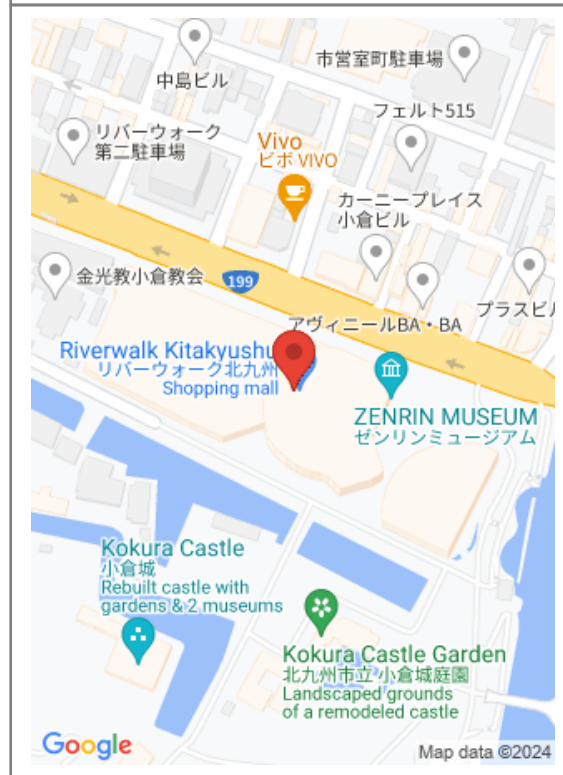 中島ビル
市営室町駐車場
フェルト515
リバーウォーク
第二駐車場
Vivo
ビボ VIVO
カーニープレイス
小倉ビル
金光教小倉教会
199
プラスビル
アヴィニールBA・BA
Riverwalk Kitakyushu
リバーウォーク北九州
Shopping mall
ZENRIN MUSEUM
ゼンリンミュージアム
Kokura Castle
小倉城
Rebuilt castle with
gardens & 2 museums
Kokura Castle Garden
北九州市立 小倉城庭園
Landscaped grounds
of a remodeled castle
Google
Map data ©2024